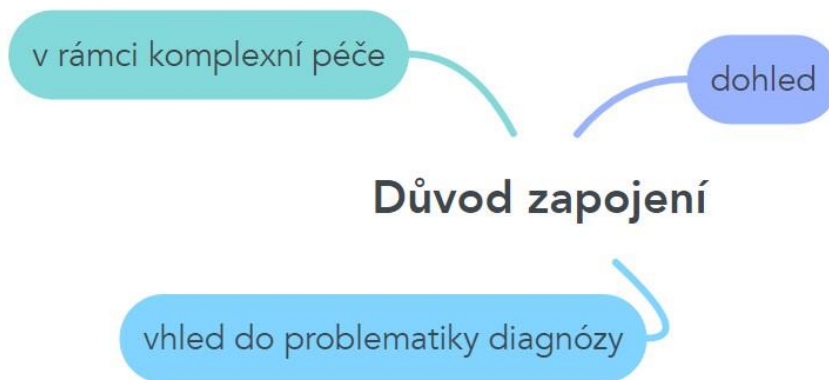 v rámci komplexní péče
dohled
Důvod zapojení
vhled do problematiky diagnózy